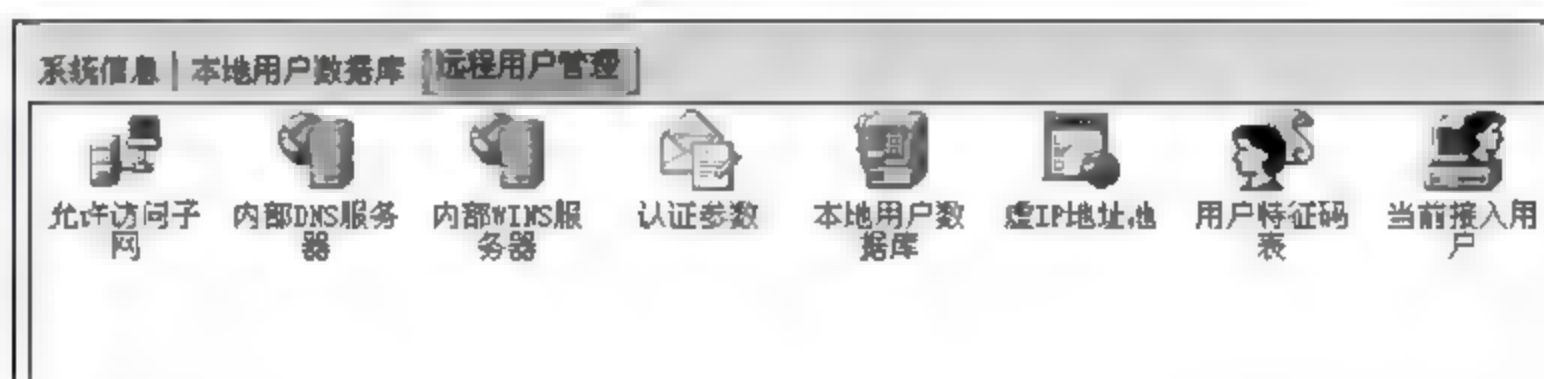 系统信息 本地用户数据库 远程用户管理
允许访问子网
内部DNS服务器
内部WINS服务器
认证参数
本地用户数据库
虚IP地址池
用户特征码表
当前接入用户